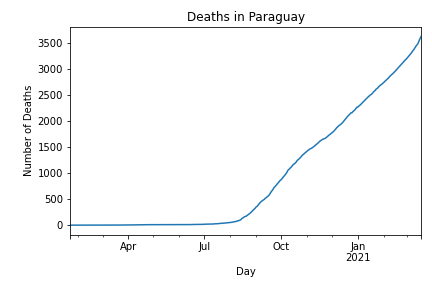 Deaths in Paraguay
Number of Deaths
3500
3000
2500
2000
1500
1000
500
0
Apr
Jul
Oct
Jan
2021
Day